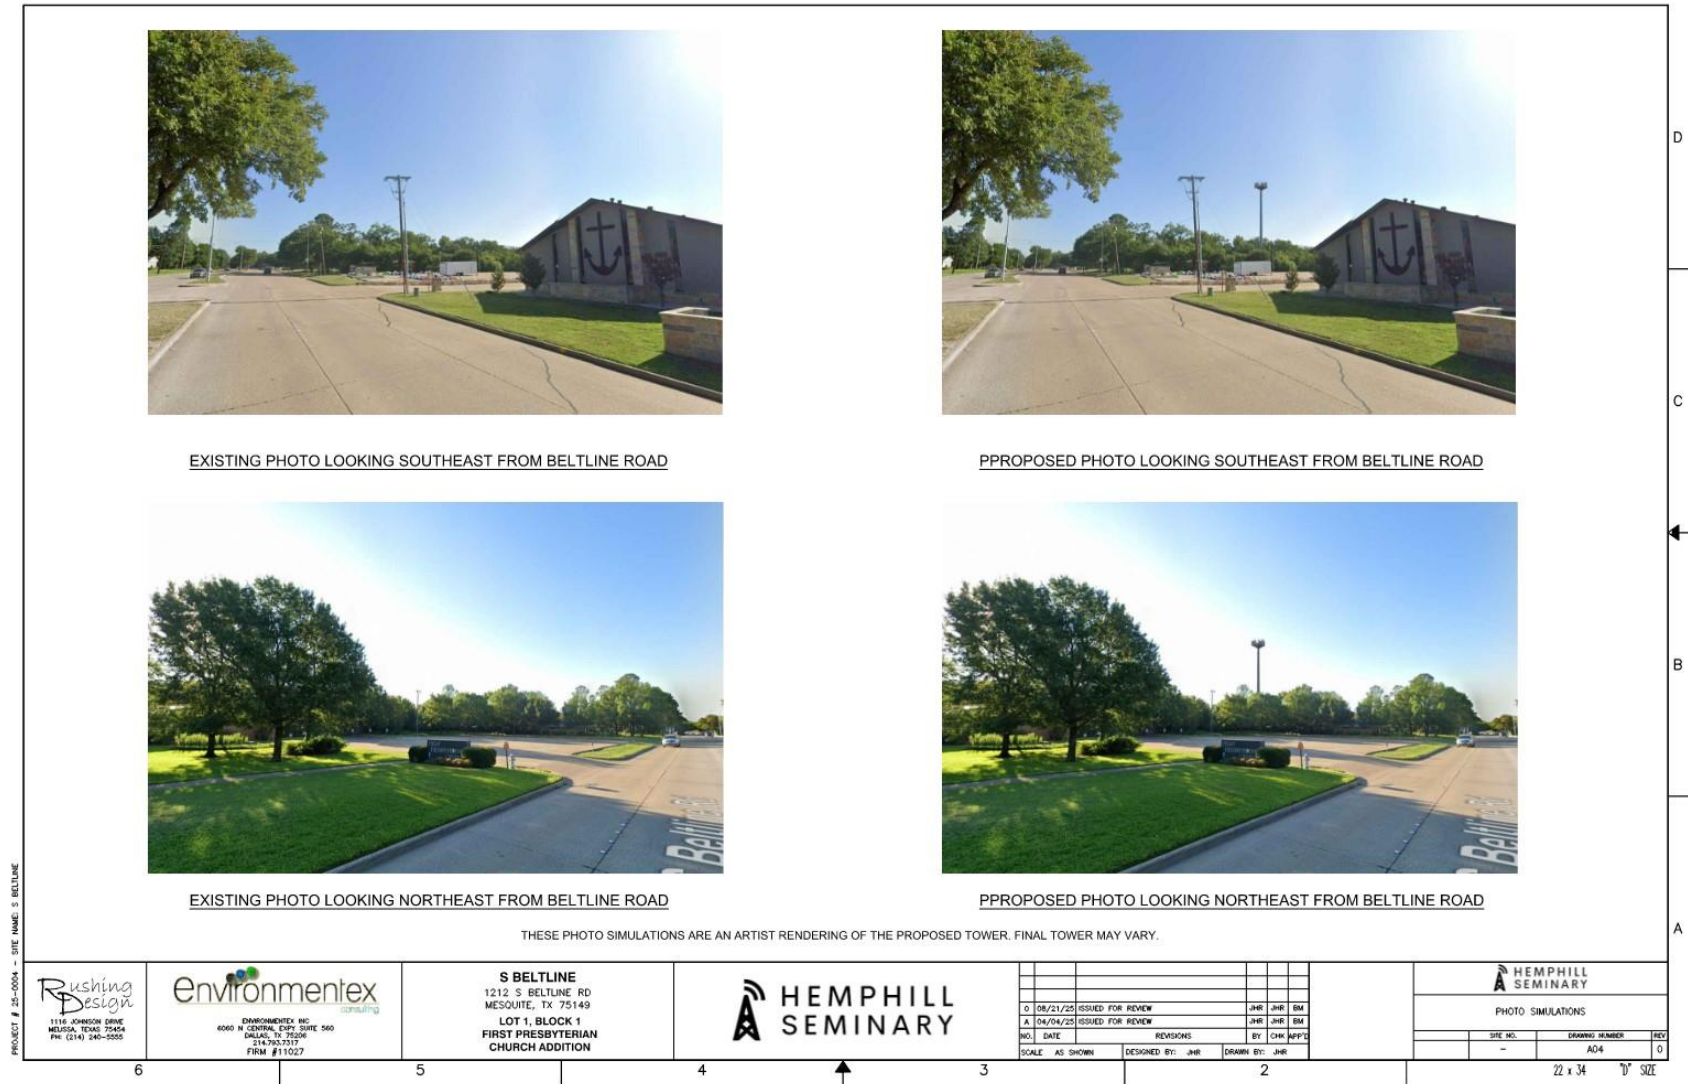 D
C
B
A
EXISTING PHOTO LOOKING SOUTHEAST FROM BELTLINE ROAD
PPROPOSED PHOTO LOOKING SOUTHEAST FROM BELTLINE ROAD
EXISTING PHOTO LOOKING NORTHEAST FROM BELTLINE ROAD
PPROPOSED PHOTO LOOKING NORTHEAST FROM BELTLINE ROAD
THESE PHOTO SIMULATIONS ARE AN ARTIST RENDERING OF THE PROPOSED TOWER. FINAL TOWER MAY VARY.
PROJECT # 25-0004 - SITE NAME: S BELTLINE
Rushing
Design
1116 JOHNSON DRIVE
MELISSA, TEXAS 75454
PH: (214) 240-5555
environmentex
consulting
ENVIRONMENTEX INC
6060 N CENTRAL EXPY SUITE 560
DALLAS, TX 75206
214.793.7317
FIRM #11027
S BELTLINE
1212 S BELTLINE RD
MESQUITE, TX 75149
LOT 1, BLOCK 1
FIRST PRESBYTERIAN
CHURCH ADDITION
HEMPHILL
SEMINARY
0 08/21/25 ISSUED FOR REVIEW JHR JHR BM
A 04/04/25 ISSUED FOR REVIEW JHR JHR BM
NO. DATE REVISIONS BY CHK APP'D
SCALE AS SHOWN DESIGNED BY: JHR DRAWN BY: JHR
HEMPHILL
SEMINARY
PHOTO SIMULATIONS
SITE NO. DRAWING NUMBER REV
- A04 0
22 x 34 "D" SIZE
6 5 4 3 2